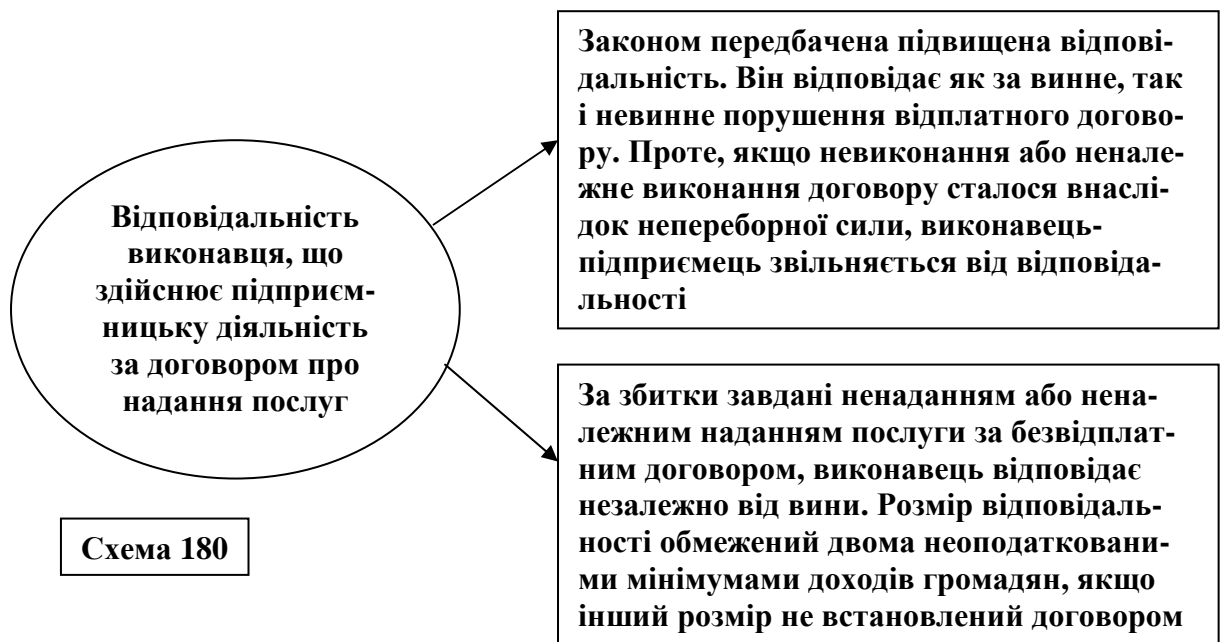 Відповідальність
виконавця, що
здійснює підприєм-
ницьку діяльність
за договором про
надання послуг
Законом передбачена підвищена відпові-
дальність. Він відповідає як за винне, так
і невинне порушення відплатного догово-
ру. Проте, якщо невиконання або нена­ле-
жне виконання договору сталося внаслі-
док непереборної сили, виконавець-
підприємець звільняється від відповіда-
льності
За збитки завдані ненаданням або нена-
лежним наданням послуги за безвідплат-
ним договором, виконавець відповідає
незалежно від вини. Розмір відповідаль-
ності обмежений двома неоподатковани-
ми мінімумами доходів громадян, якщо
інший розмір не встановлений договором
Схема 180